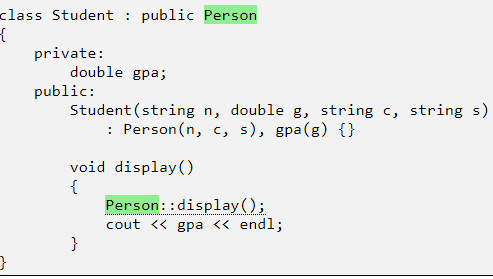 class Student : public Person
{
    private:
        double gpa;
    public:
        Student(string n, double g, string c, string s)
            : Person(n, c, s), gpa(g) {}

        void display()
        {
            Person::display();
            cout << gpa << endl;
        }
}